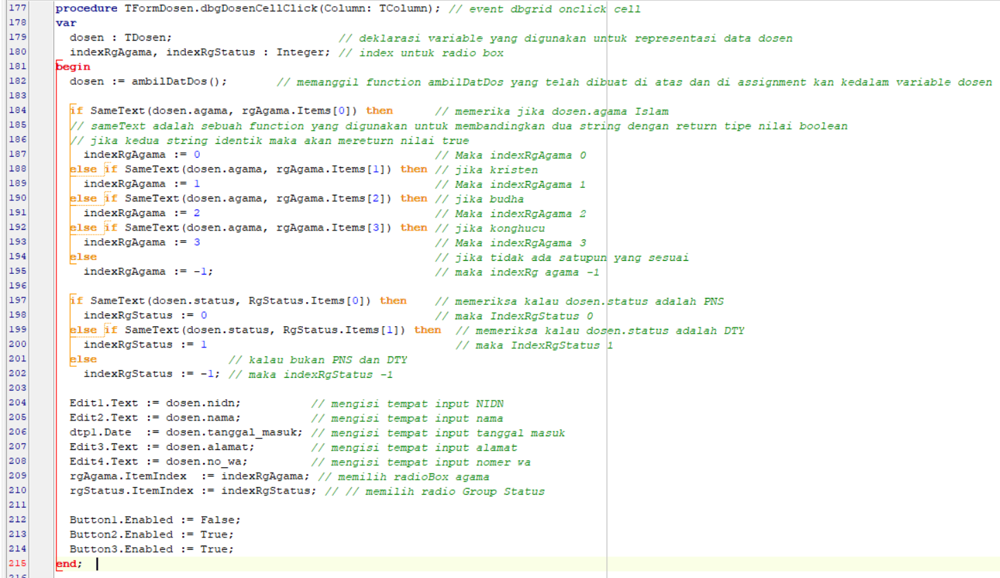 177 procedure TFormDosen.dbgDosenCellClick(Column: TColumn); // event dbgrid onclick cell
178 var
179   dosen : TDosen;                        // deklarasi variable yang digunakan untuk representasi data dosen
180   indexRgAgama, indexRgStatus : Integer; // index untuk radio box
181 begin
182   dosen := ambilDatDos();       // memanggil function ambilDatDos yang telah dibuat di atas dan di assignment kan kedalam variable dosen
183
184   if SameText(dosen.agama, rgAgama.Items[0]) then      // memerika jika dosen.agama Islam
185   // sameText adalah sebuah function yang digunakan untuk membandingkan dua string dengan return tipe nilai boolean
186   // jika kedua string identik maka akan mereturn nilai true
187     indexRgAgama := 0                                  // Maka indexRgAgama 0
188   else if SameText(dosen.agama, rgAgama.Items[1]) then // jika kristen
189     indexRgAgama := 1                                  // Maka indexRgAgama 1
190   else if SameText(dosen.agama, rgAgama.Items[2]) then // jika budha
191     indexRgAgama := 2                                  // Maka indexRgAgama 2
192   else if SameText(dosen.agama, rgAgama.Items[3]) then // jika konghucu
193     indexRgAgama := 3                                  // Maka indexRgAgama 3
194   else                                                 // jika tidak ada satupun yang sesuai
195     indexRgAgama := -1;                                // maka indexRg agama -1
196
197   if SameText(dosen.status, RgStatus.Items[0]) then    // memeriksa kalau dosen.status adalah PNS
198     indexRgStatus := 0                                 // maka IndexRgStatus 0
199   else if SameText(dosen.status, RgStatus.Items[1]) then  // memeriksa kalau dosen.status adalah DTY
200     indexRgStatus := 1                                    // maka IndexRgStatus 1
201   else                   // kalau bukan PNS dan DTY
202     indexRgStatus := -1; // maka indexRgStatus -1
203
204   Edit1.Text := dosen.nidn;          // mengisi tempat input NIDN
205   Edit2.Text := dosen.nama;          // mengisi tempat input nama
206   dtp1.Date  := dosen.tanggal_masuk; // mengisi tempat input tanggal masuk
207   Edit3.Text := dosen.alamat;        // mengisi tempat input alamat
208   Edit4.Text := dosen.no_wa;         // mengisi tempat input nomer wa
209   rgAgama.ItemIndex  := indexRgAgama; // memilih radioBox agama
210   rgStatus.ItemIndex := indexRgStatus; // // memilih radio Group Status
211
212   Button1.Enabled := False;
213   Button2.Enabled := True;
214   Button3.Enabled := True;
215 end;
216